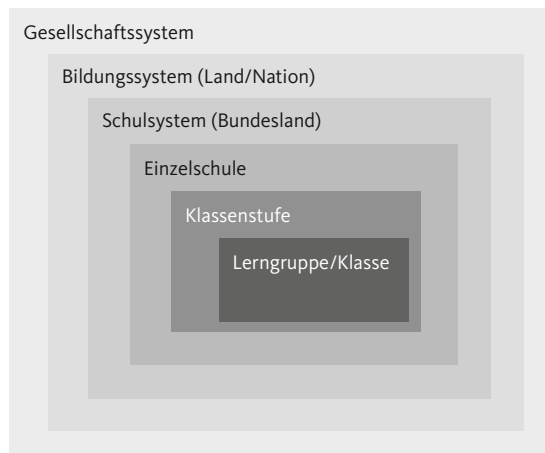 Gesellschaftssystem
Bildungssystem (Land/Nation)
Schulsystem (Bundesland)
Einzelschule
Klassenstufe
Lerngruppe/Klasse